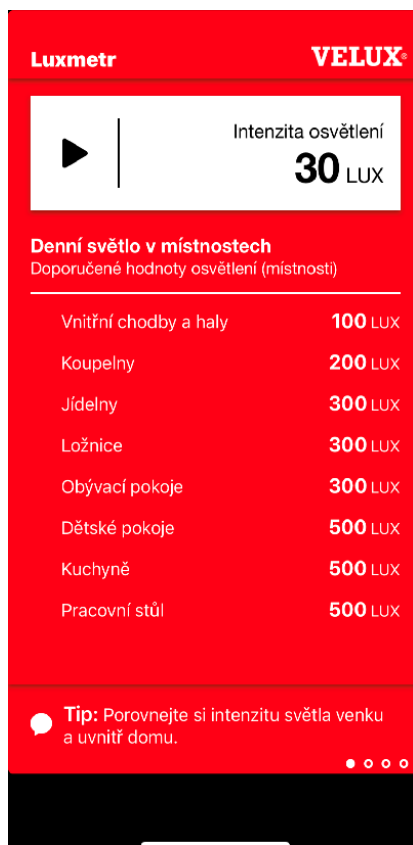 Luxmetr VELUX®
Intenzita osvětlení
30 LUX
Denní světlo v místnostech
Doporučené hodnoty osvětlení (místnosti)
Vnitřní chodby a haly 100 LUX
Koupelny 200 LUX
Jídelny 300 LUX
Ložnice 300 LUX
Obývací pokoje 300 LUX
Dětské pokoje 500 LUX
Kuchyně 500 LUX
Pracovní stůl 500 LUX
Tip: Porovnejte si intenzitu světla venku
a uvnitř domu.